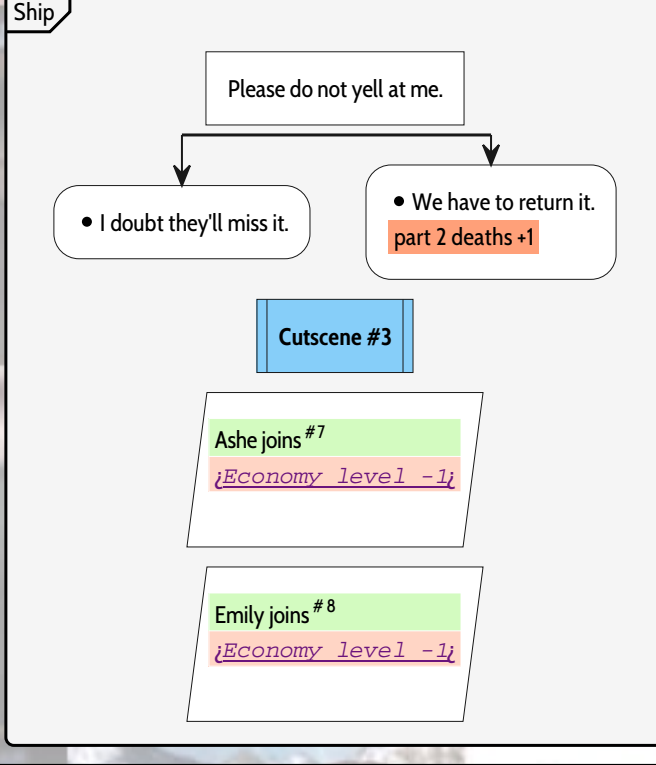 Ship
Please do not yell at me.
• I doubt they'll miss it.
• We have to return it.
part 2 deaths +1
Cutscene #3
Ashe joins #7
¿Economy level -1¿
Emily joins # 8
¿Economy level -1¿